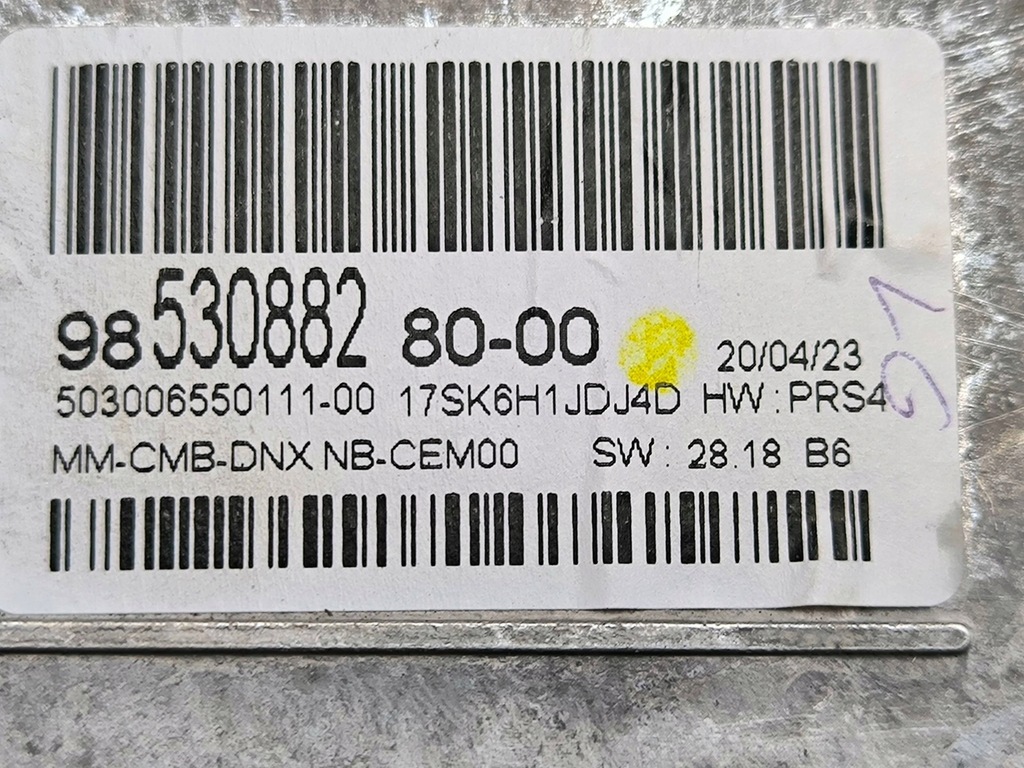 98 530882 80-00 20/04/23
503006550111-00 17SK6H1JDJ4D HW : PRS4
MM-CMB-DNX NB-CEM00 SW : 28.18 B6